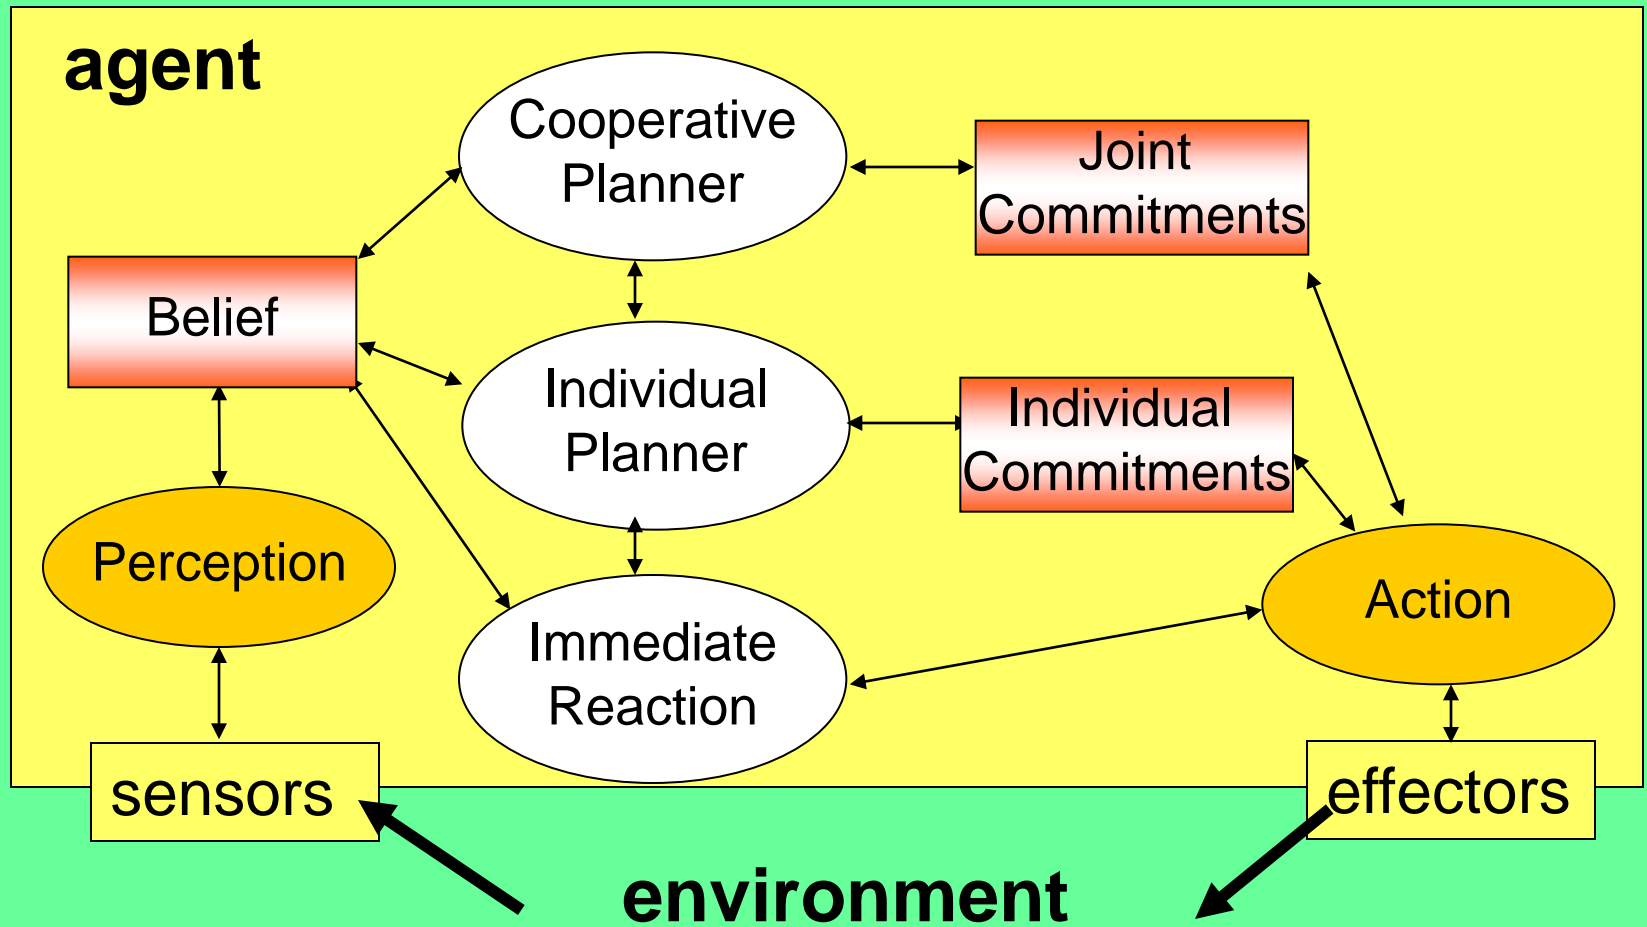 agent
Cooperative
Planner
Joint
Commitments
Belief
Individual
Planner
Individual
Commitments
Perception
Action
Immediate
Reaction
sensors
effectors
environment